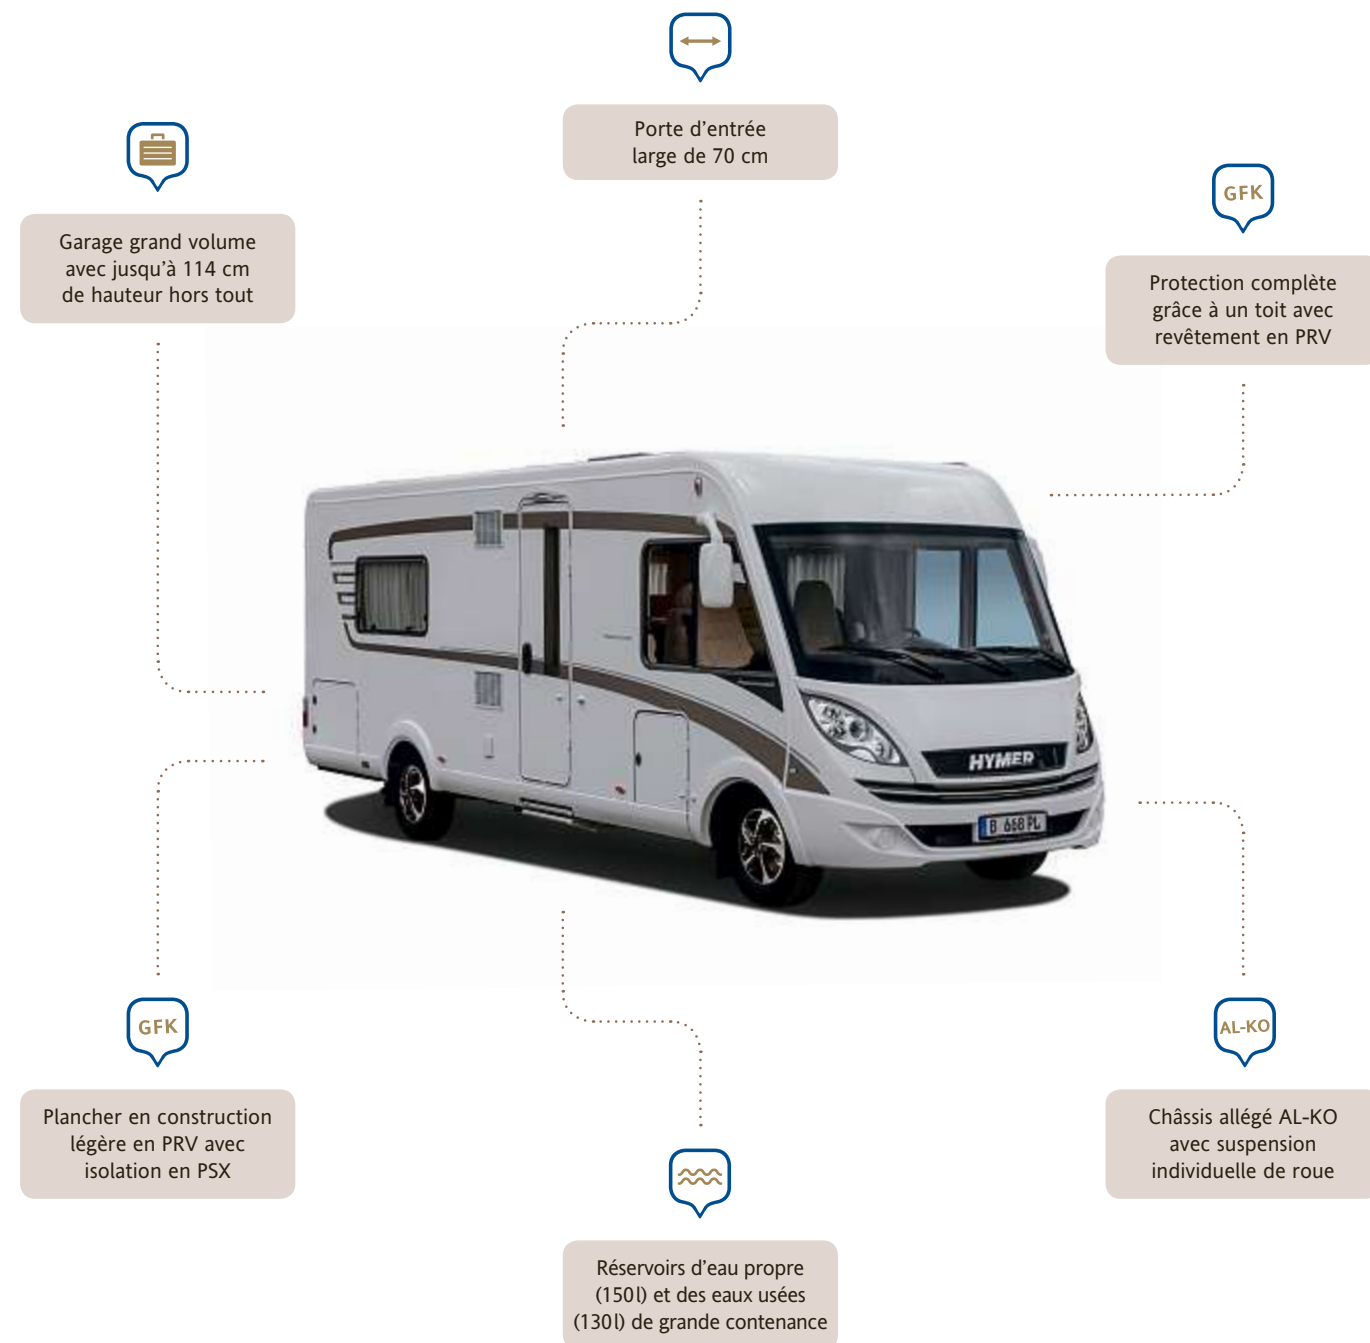 Porte d’entrée
large de 70 cm
Garage grand volume
avec jusqu’à 114 cm
de hauteur hors tout
GFK
Protection complète
grâce à un toit avec
revêtement en PRV
HYMER
B 668 PL
GFK
Plancher en construction
légère en PRV avec
isolation en PSX
AL-KO
Châssis allégé AL-KO
avec suspension
individuelle de roue
Réservoirs d’eau propre
(150l) et des eaux usées
(130l) de grande contenance